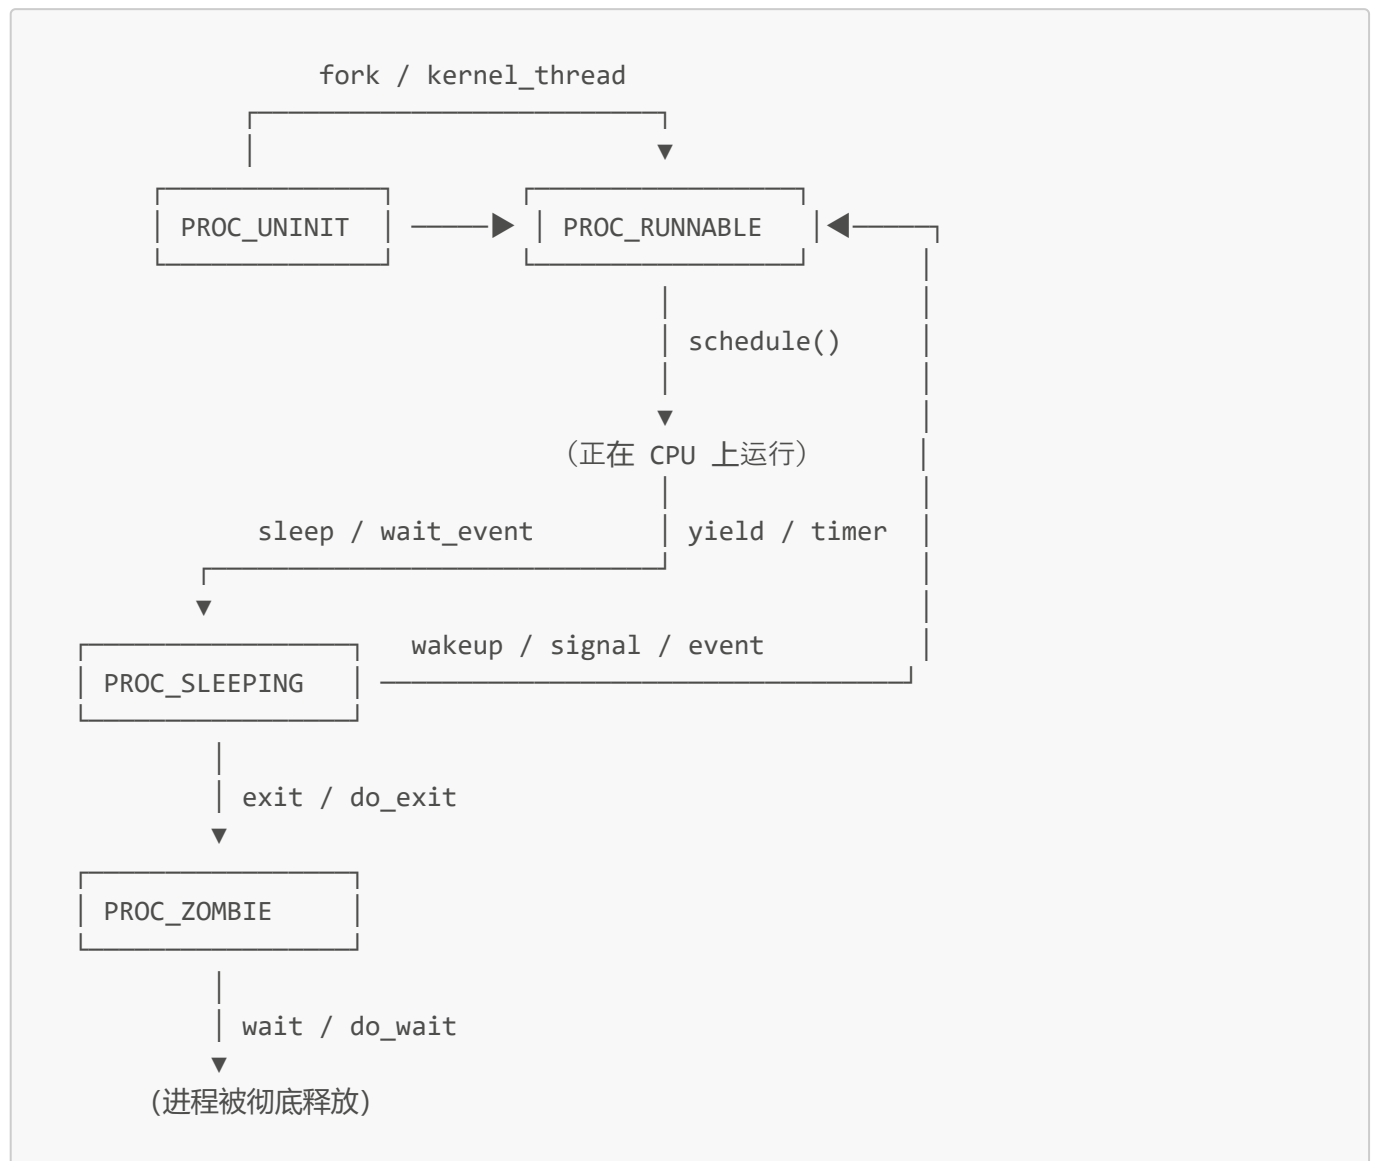 fork / kernel_thread
PROC_UNINIT PROC_RUNNABLE
schedule()
（正在 CPU 上运行）
sleep / wait_event yield / timer
wakeup / signal / event
PROC_SLEEPING
exit / do_exit
PROC_ZOMBIE
wait / do_wait
(进程被彻底释放)